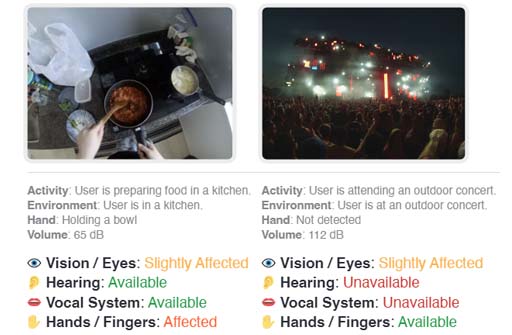 Activity: User is preparing food in a kitchen.
Environment: User is in a kitchen.
Hand: Holding a bowl
Volume: 65 dB
Vision / Eyes: Slightly Affected
Hearing: Available
Vocal System: Available
Hands / Fingers: Affected
Activity: User is attending an outdoor concert.
Environment: User is at an outdoor concert.
Hand: Not detected
Volume: 112 dB
Vision / Eyes: Slightly Affected
Hearing: Unavailable
Vocal System: Unavailable
Hands / Fingers: Available